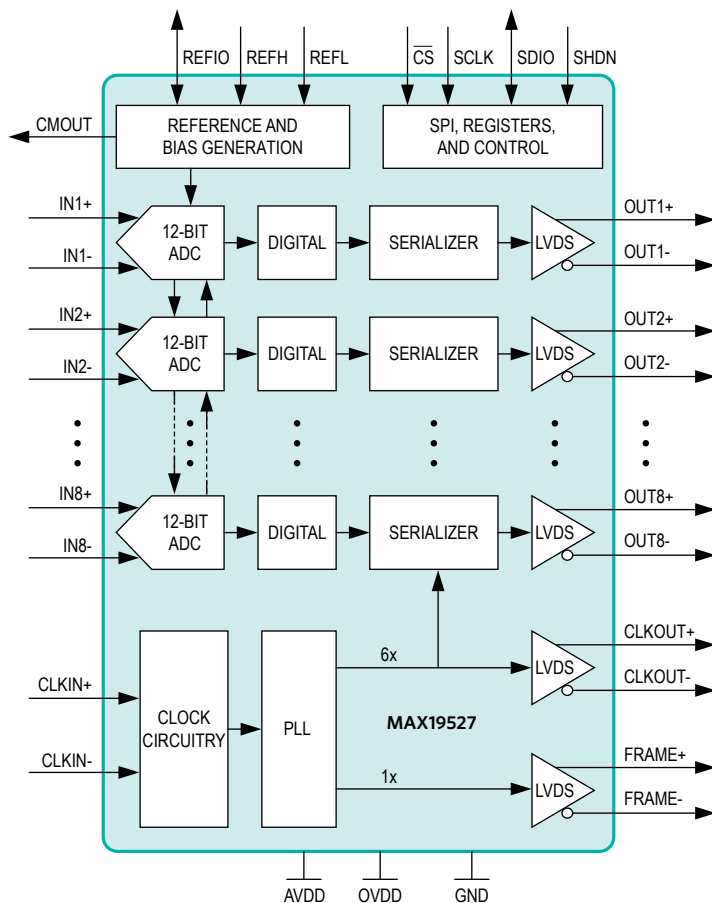 REFIO REFH REFL CS SCLK SDIO SHDN
CMOUT
REFERENCE AND
BIAS GENERATION
SPI, REGISTERS,
AND CONTROL
IN1+
IN1-
12-BIT
ADC
DIGITAL
SERIALIZER
LVDS
OUT1+
OUT1-
IN2+
IN2-
12-BIT
ADC
DIGITAL
SERIALIZER
LVDS
OUT2+
OUT2-
IN8+
IN8-
12-BIT
ADC
DIGITAL
SERIALIZER
LVDS
OUT8+
OUT8-
CLKIN+
CLKIN-
CLOCK
CIRCUITRY
PLL
6x
LVDS
CLKOUT+
CLKOUT-
MAX19527
1x
LVDS
FRAME+
FRAME-
AVDD OVDD GND